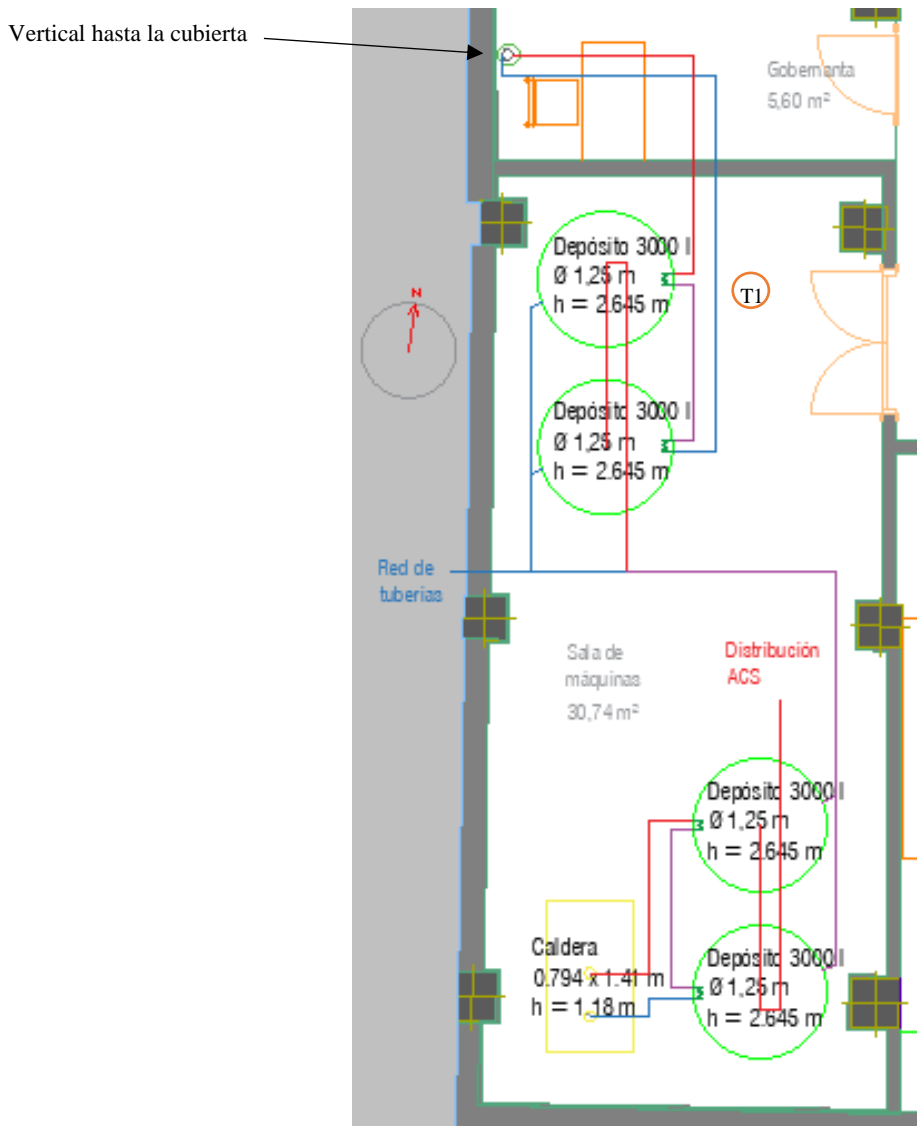 Vertical hasta la cubierta
Gobernanta
5,60 m²
Depósito 3000 l
Ø 1,25 m
h = 2.645 m
T1
N
Depósito 3000 l
Ø 1,25 m
h = 2.645 m
Red de
tuberías
Sala de
máquinas
30,74 m²
Distribución
ACS
Depósito 3000 l
Ø 1,25 m
h = 2.645 m
Caldera
0.794 x 1.41 m
h = 1.18 m
Depósito 3000 l
Ø 1,25 m
h = 2.645 m